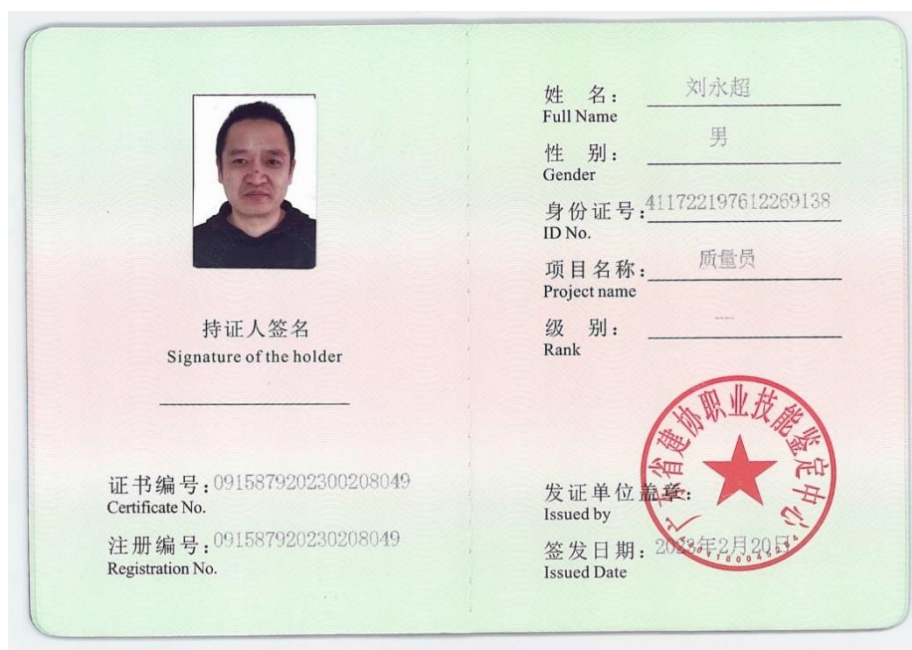 持证人签名
Signature of the holder
证书编号:0915879202300208049
Certificate No.
注册编号:091587920230208049
Registration No.
姓 名: 刘永超
Full Name
性 别: 男
Gender
身份证号:411722197612269138
ID No.
项目名称: 质量员
Project name
级 别: 一
Rank
广东省建协职业技能鉴定中心
发证单位盖章:
Issued by
签发日期: 2023年2月20日
Issued Date